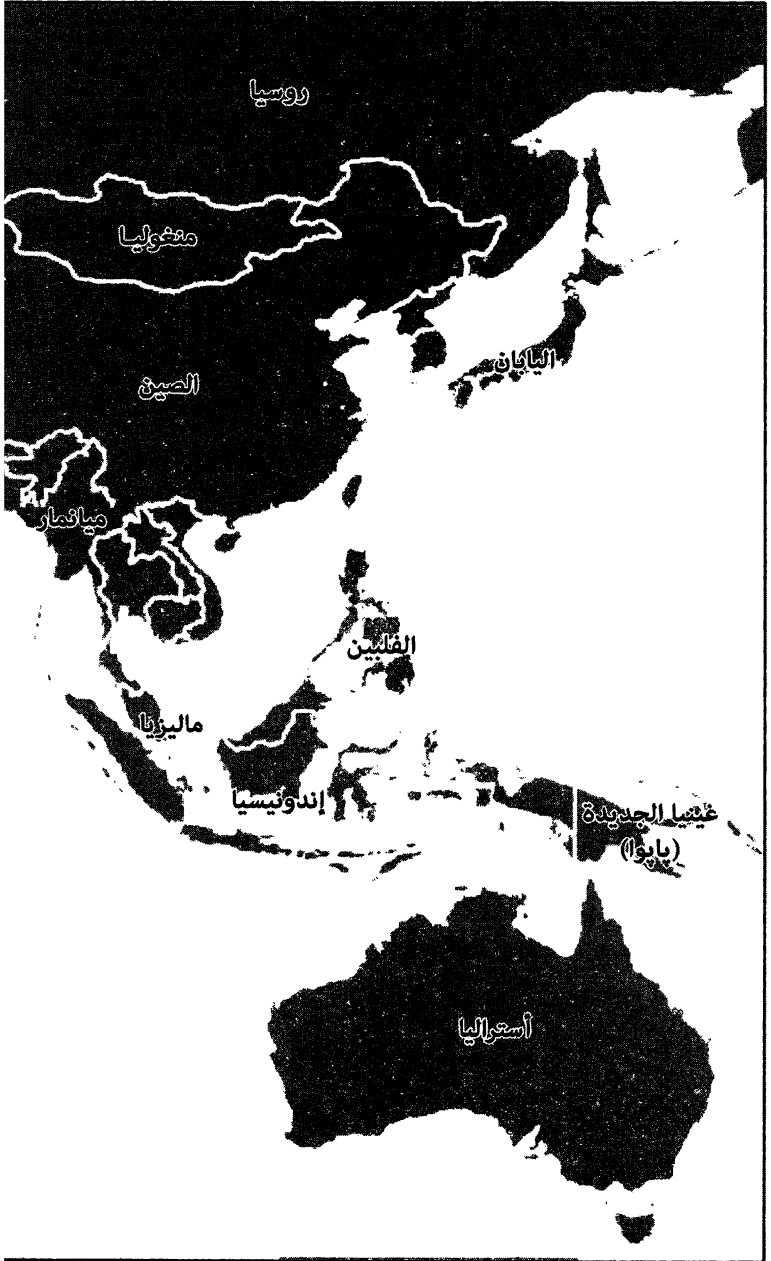 روسيا
منغوليا
اليابان
الصين
ميانمار
الفلبين
ماليزيا
إندونيسيا
غينيا الجديدة
(پاپوا)
أستراليا